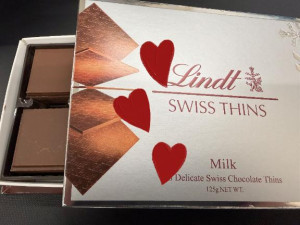 Lindt
SWISS THINS
Milk
Delicate Swiss Chocolate Thins
125g NET WT.